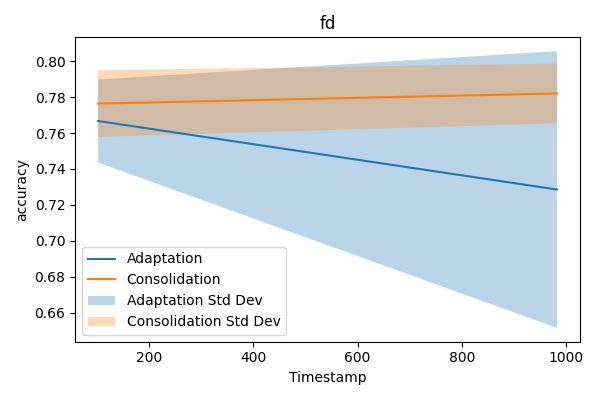 fd
0.80
0.78
0.76
0.74
0.72
0.70
0.68
0.66
accuracy
Adaptation
Consolidation
Adaptation Std Dev
Consolidation Std Dev
200 400 600 800 1000
Timestamp